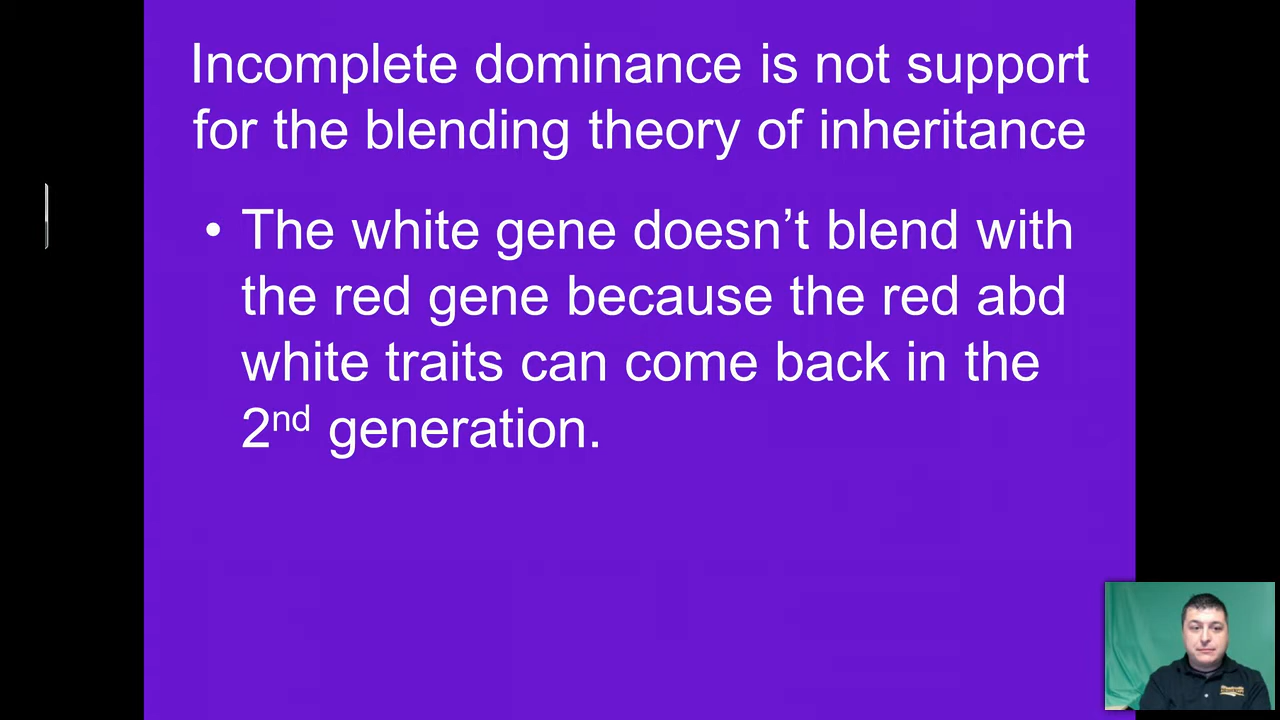 Incomplete dominance is not support
for the blending theory of inheritance
• The white gene doesn’t blend with
the red gene because the red abd
white traits can come back in the
2nd generation.